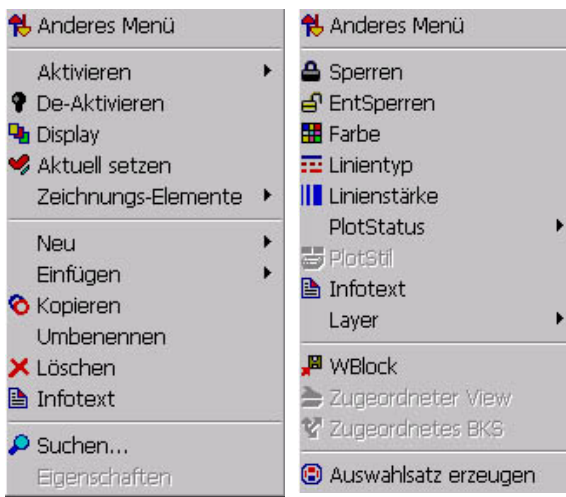 Anderes Menü
Aktivieren
De-Aktivieren
Display
Aktuell setzen
Zeichnungs-Elemente
Neu
Einfügen
Kopieren
Umbenennen
Löschen
Infotext
Suchen...
Eigenschaften
Anderes Menü
Sperren
EntSperren
Farbe
Linientyp
Linienstärke
PlotStatus
PlotStil
Infotext
Layer
WBlock
Zugeordneter View
Zugeordnetes BKS
Auswahlsatz erzeugen